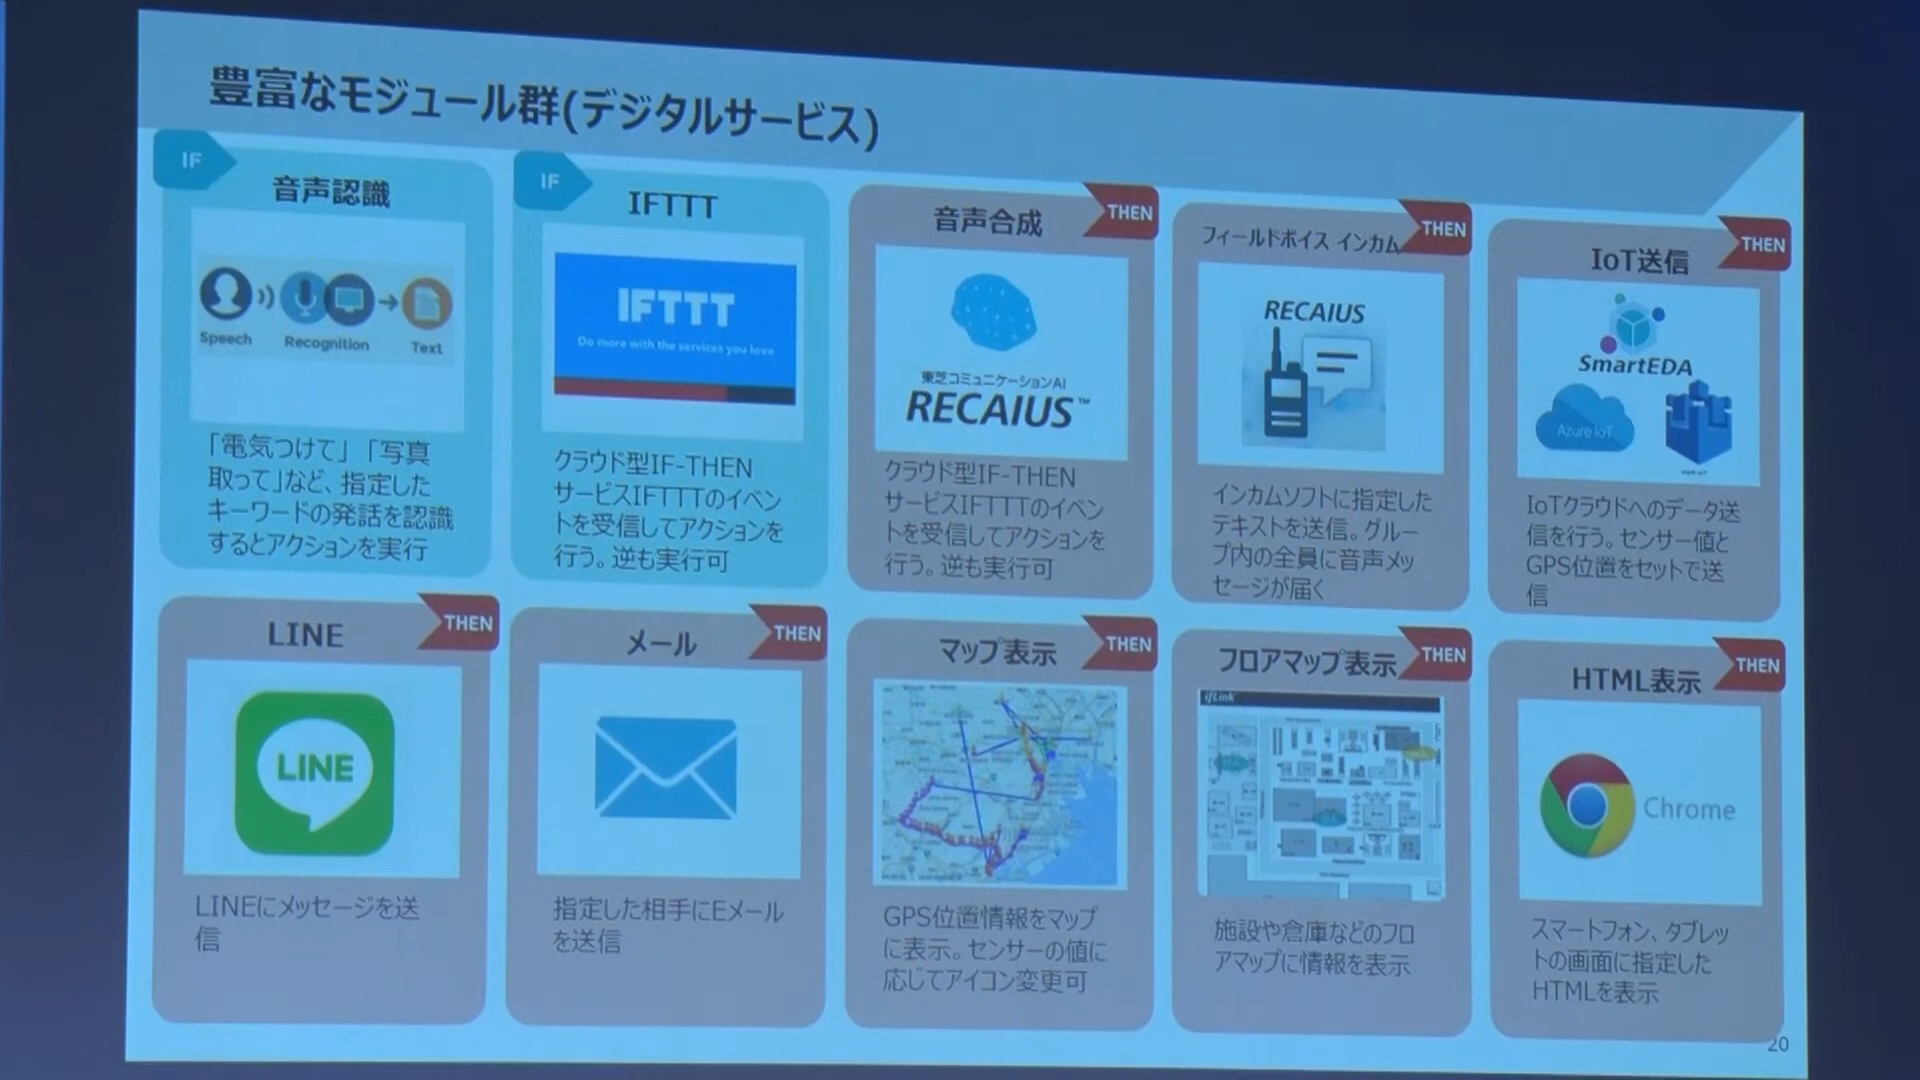 豊富なモジュール群(デジタルサービス)
IF
音声認識
Speech
Recognition
Text
「電気つけて」「写真
取って」など、指定した
キーワードの発話を認識
するとアクションを実行
IF
IFTTT
IFTTT
Do more with the services you love
クラウド型IF-THEN
サービスIFTTTのイベン
トを受信してアクションを
行う。逆も実行可
THEN
音声合成
東芝コミュニケーションAI
RECAIUS™
クラウド型IF-THEN
サービスIFTTTのイベン
トを受信してアクションを
行う。逆も実行可
THEN
フィールドボイス インカム
RECAIUS
インカムソフトに指定した
テキストを送信。グルー
プ内の全員に音声メッ
セージが届く
THEN
IoT送信
SmartEDA
Azure IoT
IoTクラウドへのデータ送
信を行う。センサー値と
GPS位置をセットで送
信
THEN
LINE
LINE
LINEにメッセージを送
信
THEN
メール
指定した相手にEメール
を送信
THEN
マップ表示
GPS位置情報をマップ
に表示。センサーの値に
応じてアイコン変更可
THEN
フロアマップ表示
ifLink
施設や倉庫などのフロ
アマップに情報を表示
THEN
HTML表示
Chrome
スマートフォン、タブレッ
トの画面に指定した
HTMLを表示
20